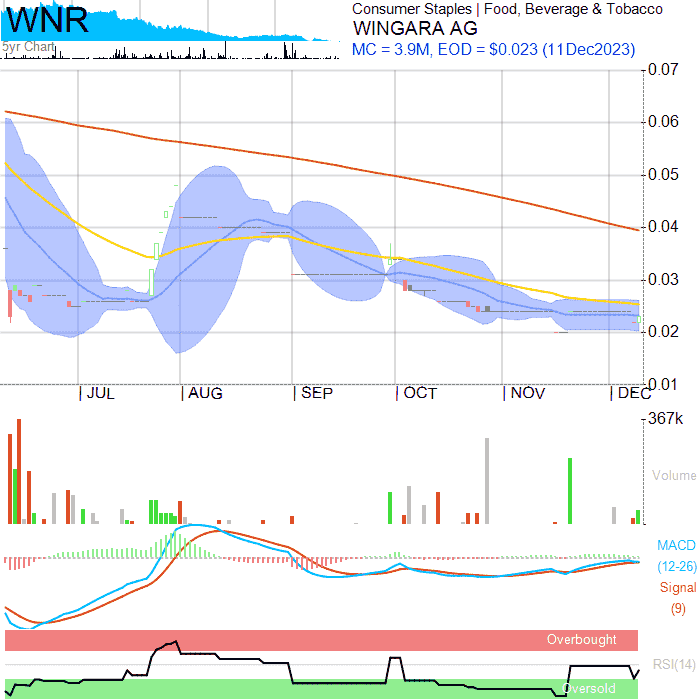 WNR
5yr Chart
Consumer Staples | Food, Beverage & Tobacco
WINGARA AG
MC = 3.9M, EOD = $0.023 (11Dec2023)
0.07
0.06
0.05
0.04
0.03
0.02
0.01
JUL
AUG
SEP
OCT
NOV
DEC
367k
Volume
MACD
(12-26)
Signal
(9)
Overbought
RSI(14)
Oversold